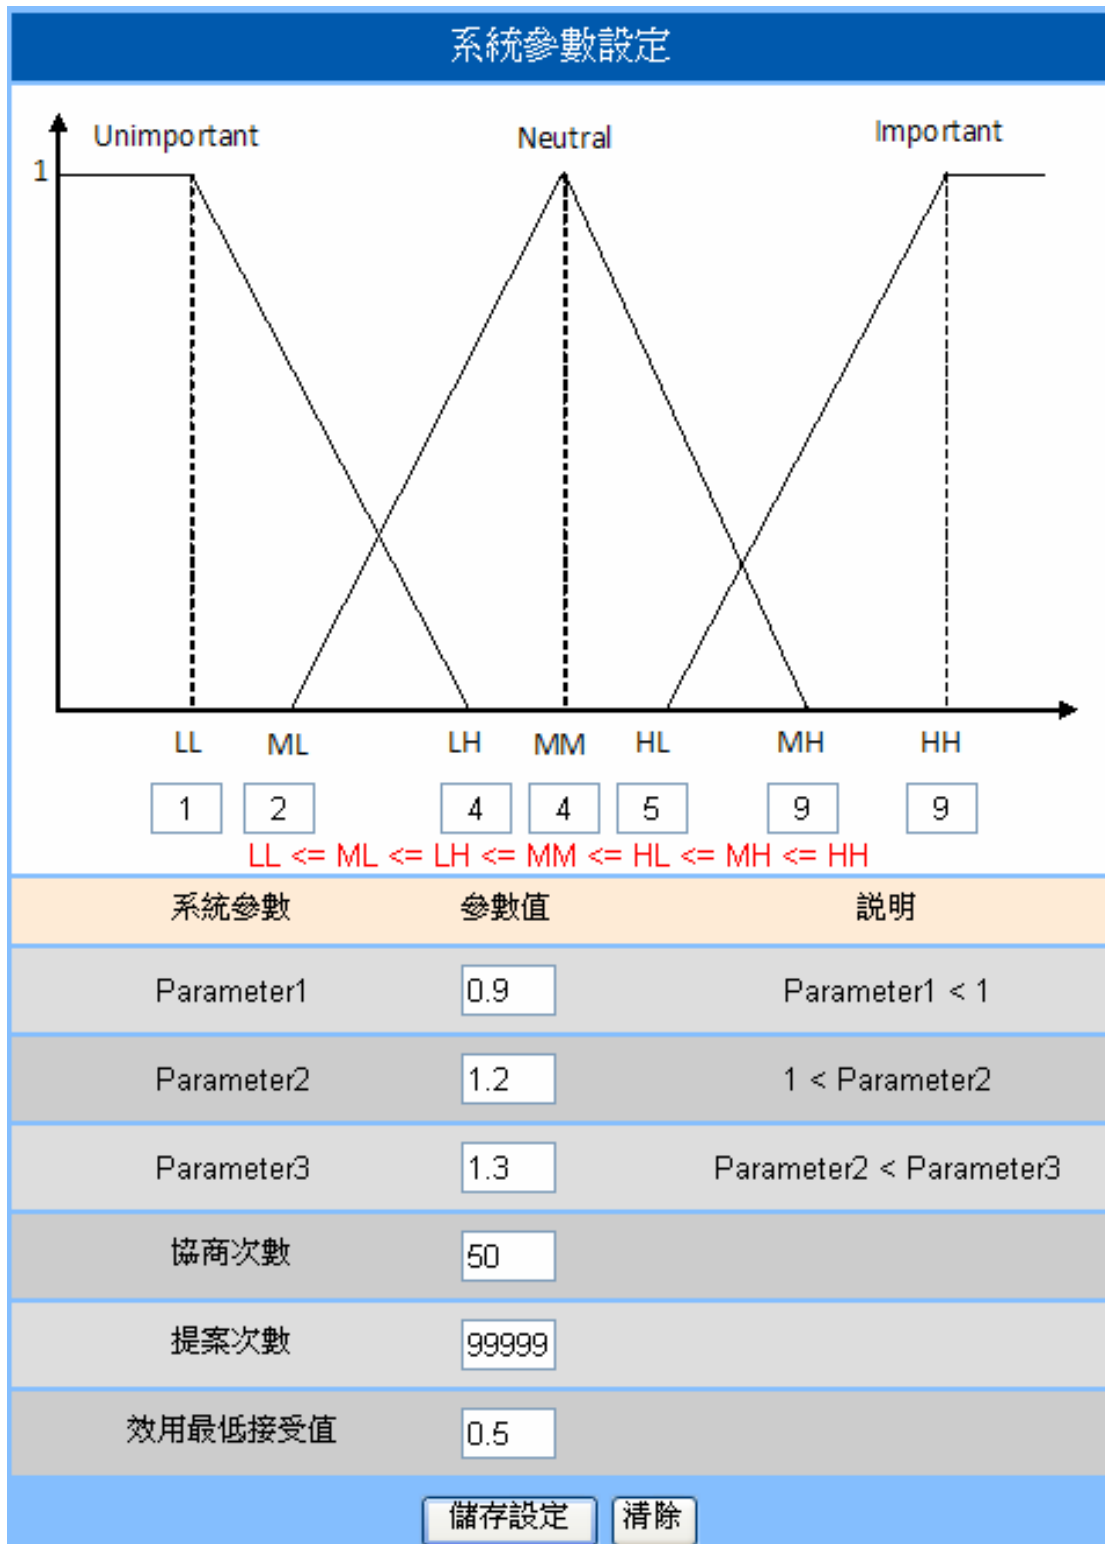 系統參數設定
Unimportant Neutral Important
1
LL ML LH MM HL MH HH
1 2 4 4 5 9 9
LL <= ML <= LH <= MM <= HL <= MH <= HH
系統參數 參數值 說明
Parameter1 0.9 Parameter1 < 1
Parameter2 1.2 1 < Parameter2
Parameter3 1.3 Parameter2 < Parameter3
協商次數 50
提案次數 99999
效用最低接受值 0.5
儲存設定 清除